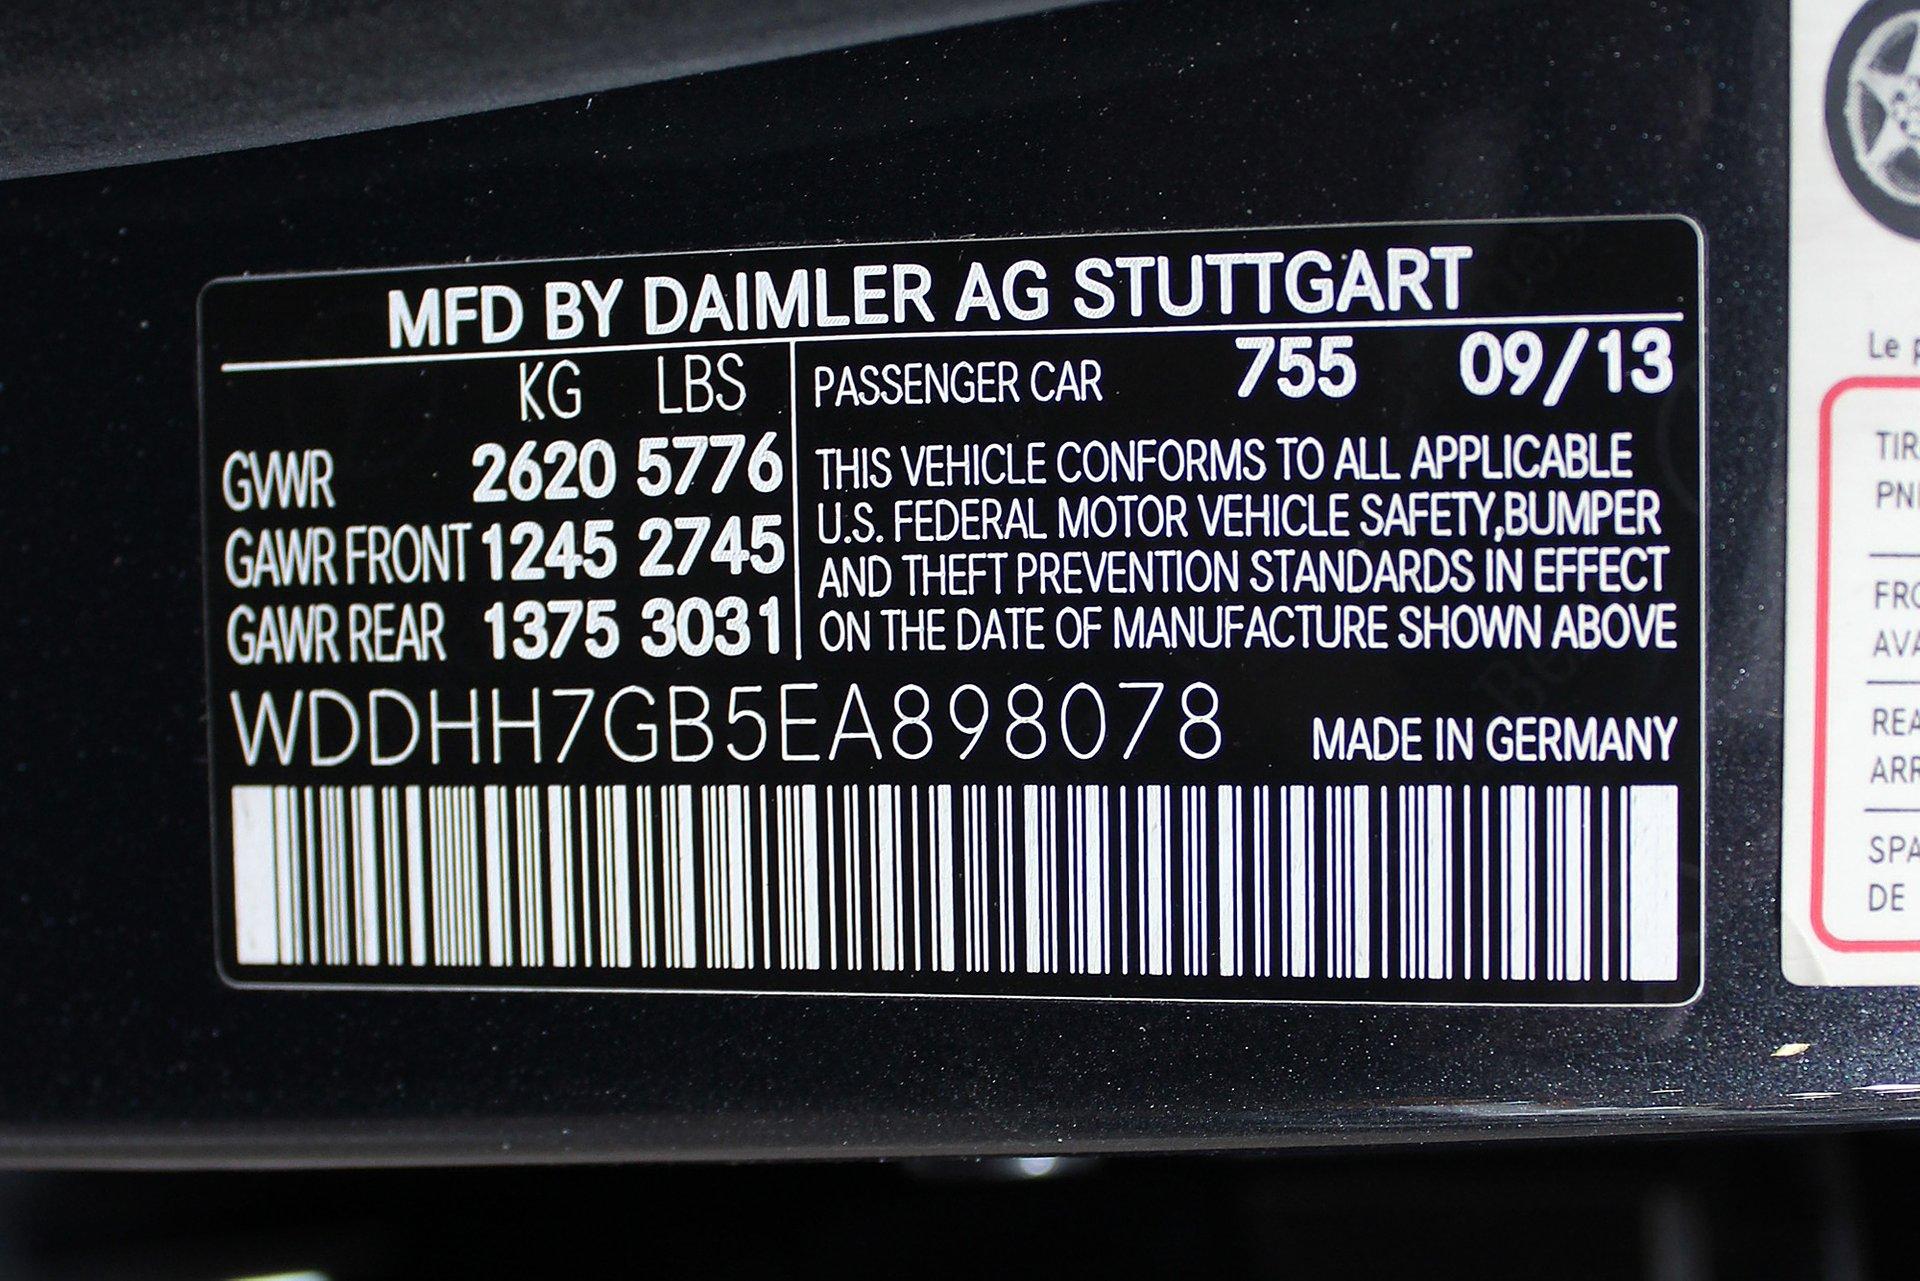 MFD BY DAIMLER AG STUTTGART
KG LBS
GVWR 2620 5776
GAWR FRONT 1245 2745
GAWR REAR 1375 3031
PASSENGER CAR 755 09/13
THIS VEHICLE CONFORMS TO ALL APPLICABLE
U.S. FEDERAL MOTOR VEHICLE SAFETY,BUMPER
AND THEFT PREVENTION STANDARDS IN EFFECT
ON THE DATE OF MANUFACTURE SHOWN ABOVE
WDDHH7GB5EA898078 MADE IN GERMANY
Le
DE